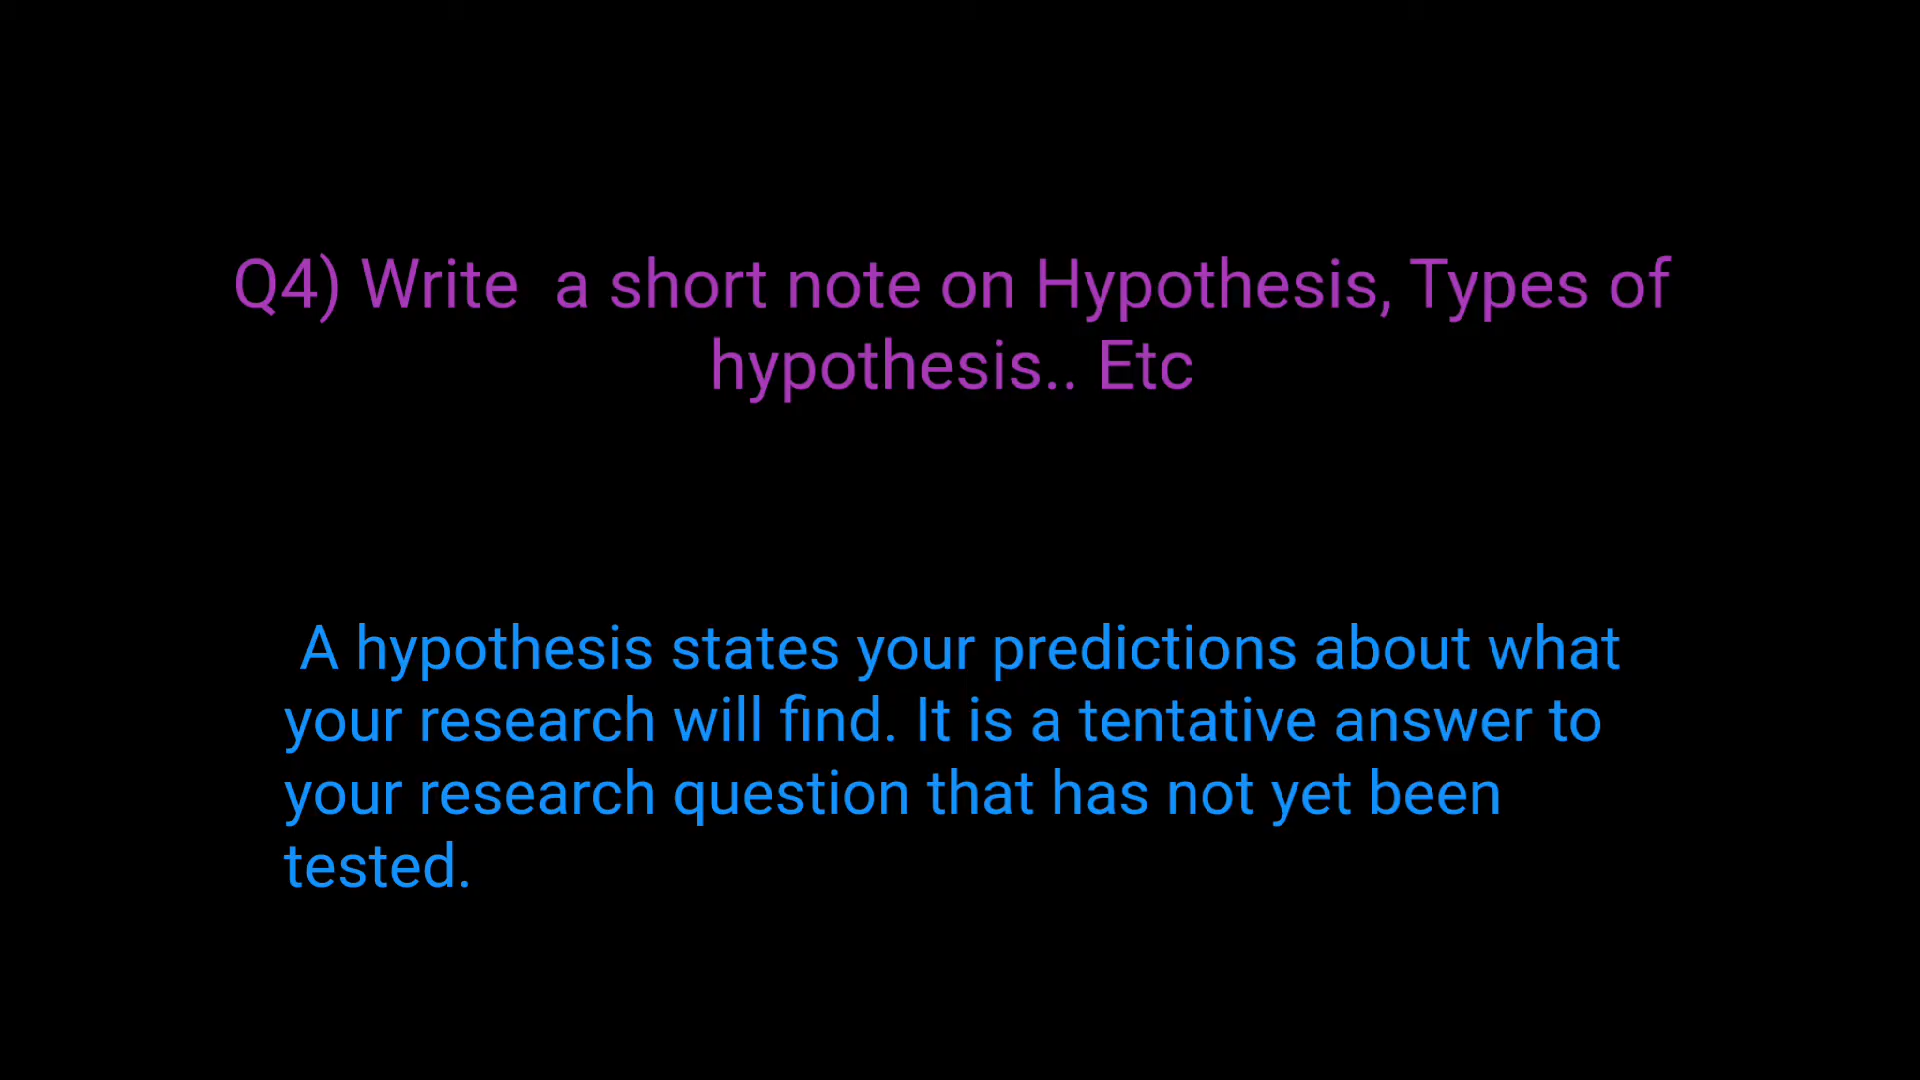 Q4) Write  a short note on Hypothesis, Types of
hypothesis.. Etc
A hypothesis states your predictions about what
your research will find. It is a tentative answer to
your research question that has not yet been
tested.